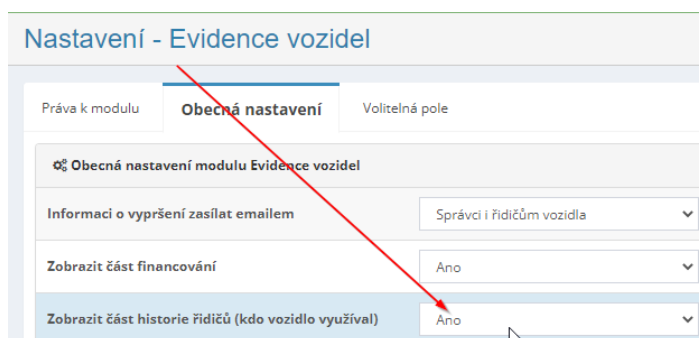 Nastavení - Evidence vozidel
Práva k modulu Obecná nastavení Volitelná pole
Obecná nastavení modulu Evidence vozidel
Informaci o vypršení zasílat emailem Správci i řidičům vozidla
Zobrazit část financování Ano
Zobrazit část historie řidičů (kdo vozidlo využíval) Ano